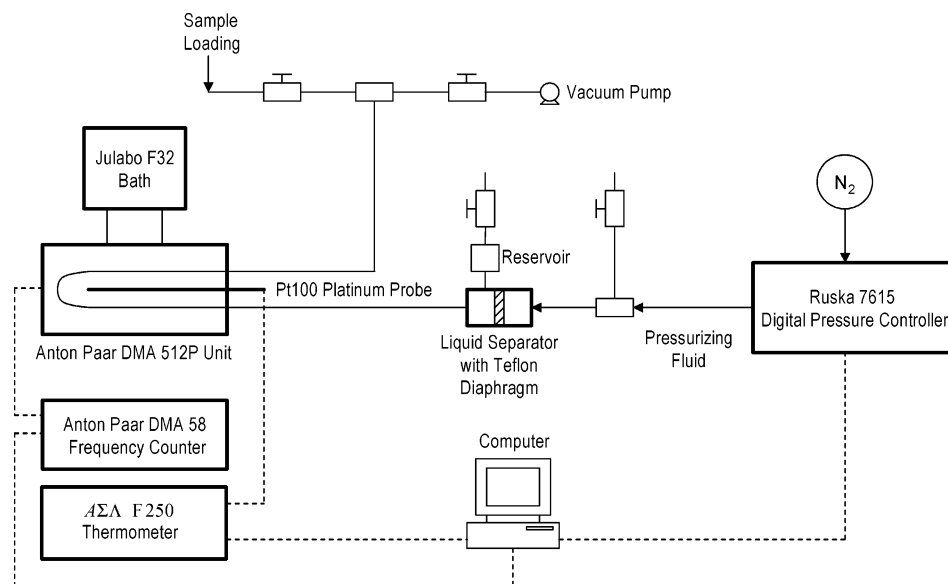 Sample
Loading
Vacuum Pump
Julabo F32
Bath
N2
Reservoir
Pt100 Platinum Probe
Ruska 7615
Digital Pressure Controller
Anton Paar DMA 512P Unit
Liquid Separator
with Teflon
Diaphragm
Pressurizing
Fluid
Anton Paar DMA 58
Frequency Counter
Computer
ΑΣΛ F250
Thermometer